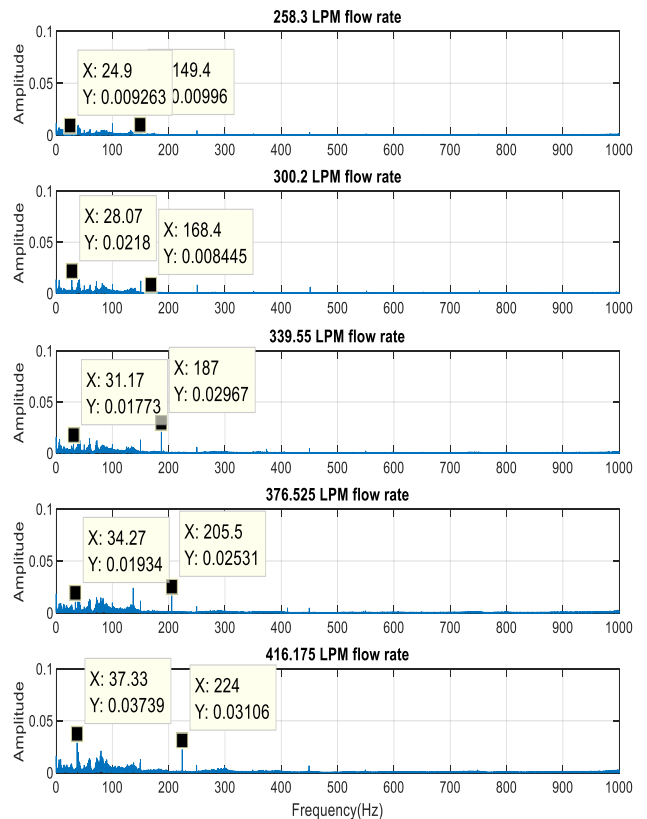 258.3 LPM flow rate
0.1
0.05
0
Amplitude
X: 24.9
Y: 0.009263
149.4
0.00996
0 100 200 300 400 500 600 700 800 900 1000
300.2 LPM flow rate
0.1
0.05
0
Amplitude
X: 28.07
Y: 0.0218
X: 168.4
Y: 0.008445
0 100 200 300 400 500 600 700 800 900 1000
339.55 LPM flow rate
0.1
0.05
0
Amplitude
X: 31.17
Y: 0.01773
X: 187
Y: 0.02967
0 100 200 300 400 500 600 700 800 900 1000
376.525 LPM flow rate
0.1
0.05
0
Amplitude
X: 34.27
Y: 0.01934
X: 205.5
Y: 0.02531
0 100 200 300 400 500 600 700 800 900 1000
416.175 LPM flow rate
0.1
0.05
0
Amplitude
X: 37.33
Y: 0.03739
X: 224
Y: 0.03106
0 100 200 300 400 500 600 700 800 900 1000
Frequency(Hz)